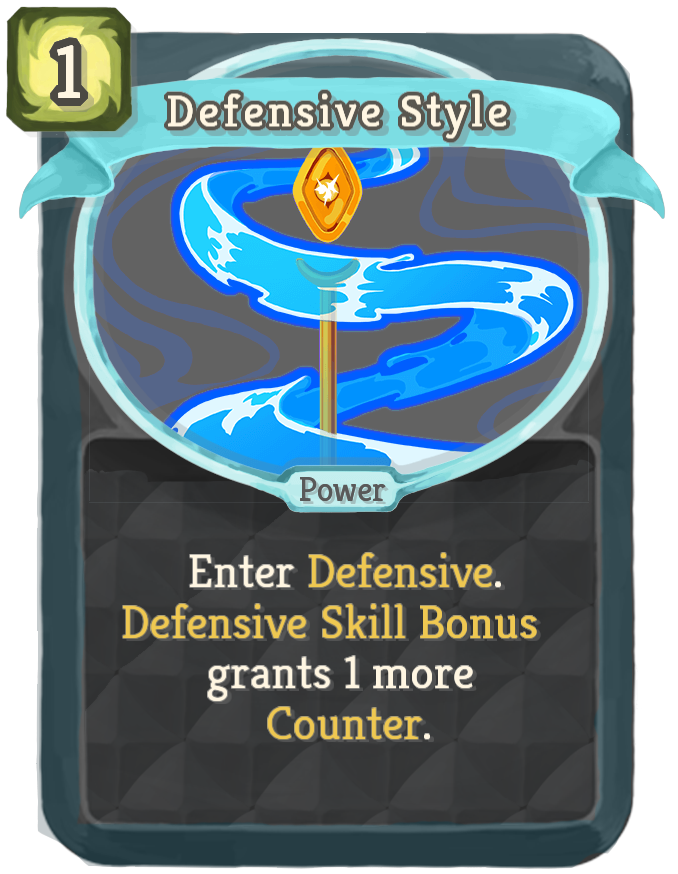 1
Defensive Style
Power
Enter Defensive.
Defensive Skill Bonus
grants 1 more
Counter.